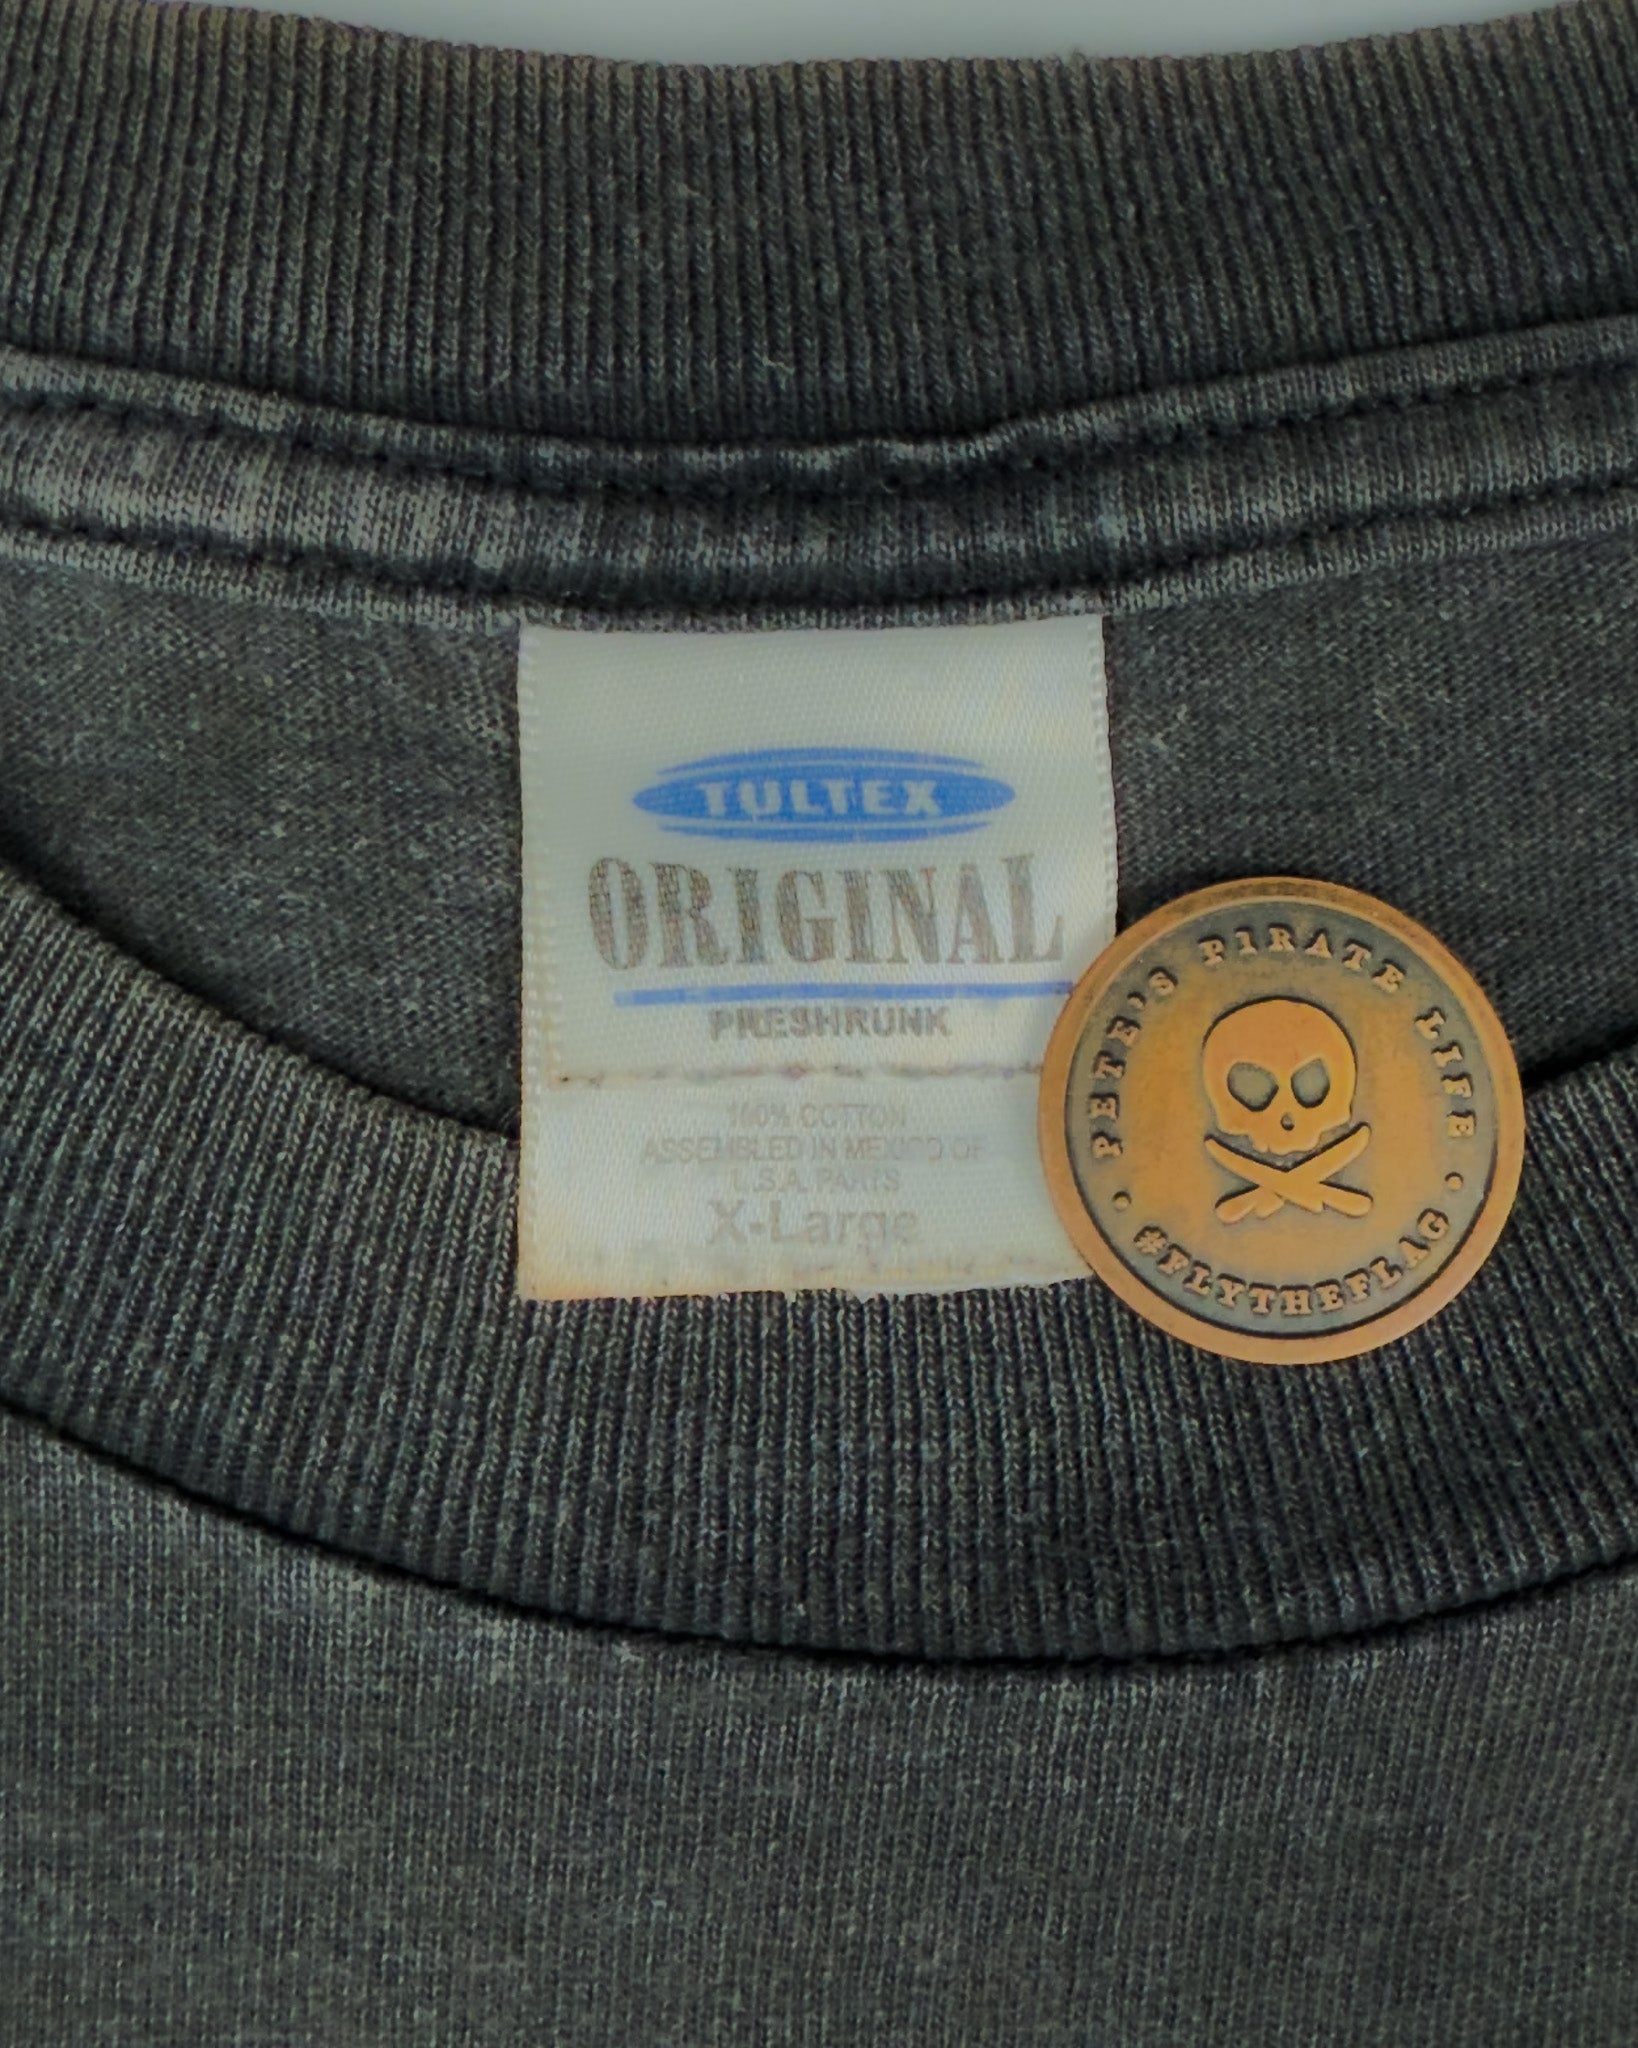 TULTEX
ORIGINAL
PRESHRUNK
100% COTTON
ASSEMBLED IN MEXICO OF
U.S.A. PARTS
X-Large
• PETE'S PIRATE LIFE •
#FLYTHEFLAG